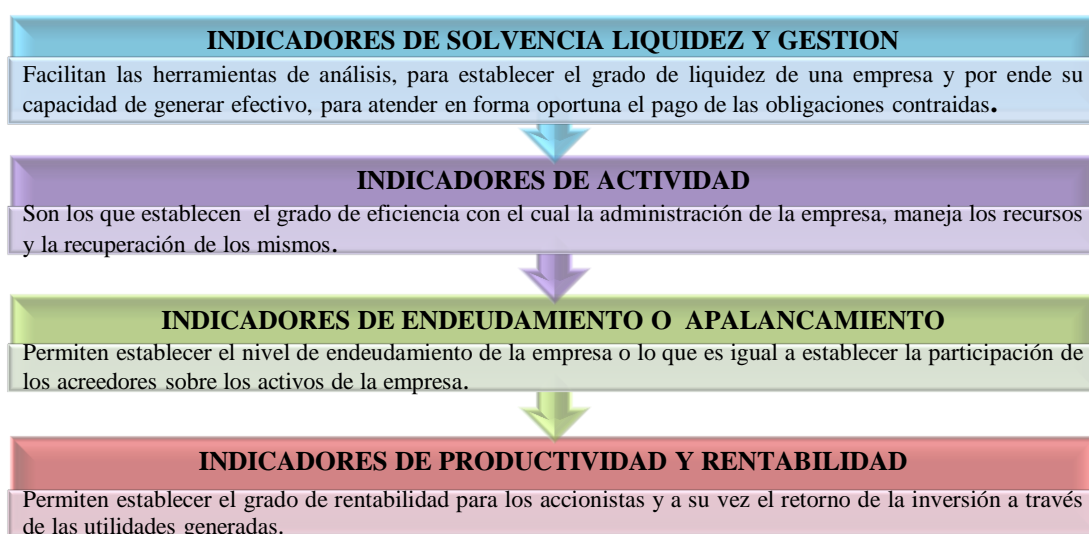 INDICADORES DE SOLVENCIA LIQUIDEZ Y GESTION
Facilitan las herramientas de análisis, para establecer el grado de liquidez de una empresa y por ende su
capacidad de generar efectivo, para atender en forma oportuna el pago de las obligaciones contraidas.
INDICADORES DE ACTIVIDAD
Son los que establecen el grado de eficiencia con el cual la administración de la empresa, maneja los recursos
y la recuperación de los mismos.
INDICADORES DE ENDEUDAMIENTO O APALANCAMIENTO
Permiten establecer el nivel de endeudamiento de la empresa o lo que es igual a establecer la participación de
los acreedores sobre los activos de la empresa.
INDICADORES DE PRODUCTIVIDAD Y RENTABILIDAD
Permiten establecer el grado de rentabilidad para los accionistas y a su vez el retorno de la inversión a través
de las utilidades generadas.